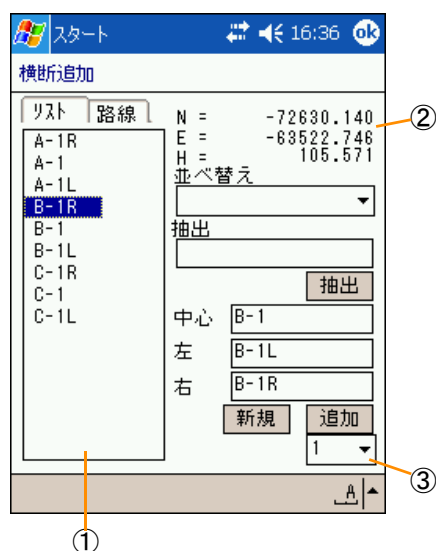 スタート 16:36 ok
横断追加
リスト 路線
A-1R
A-1
A-1L
B-1R
B-1
B-1L
C-1R
C-1
C-1L
N = -72630.140
E = -63522.746
H = 105.571
並べ替え
抽出
抽出
中心 B-1
左 B-1L
右 B-1R
新規 追加
1
A
①
②
③